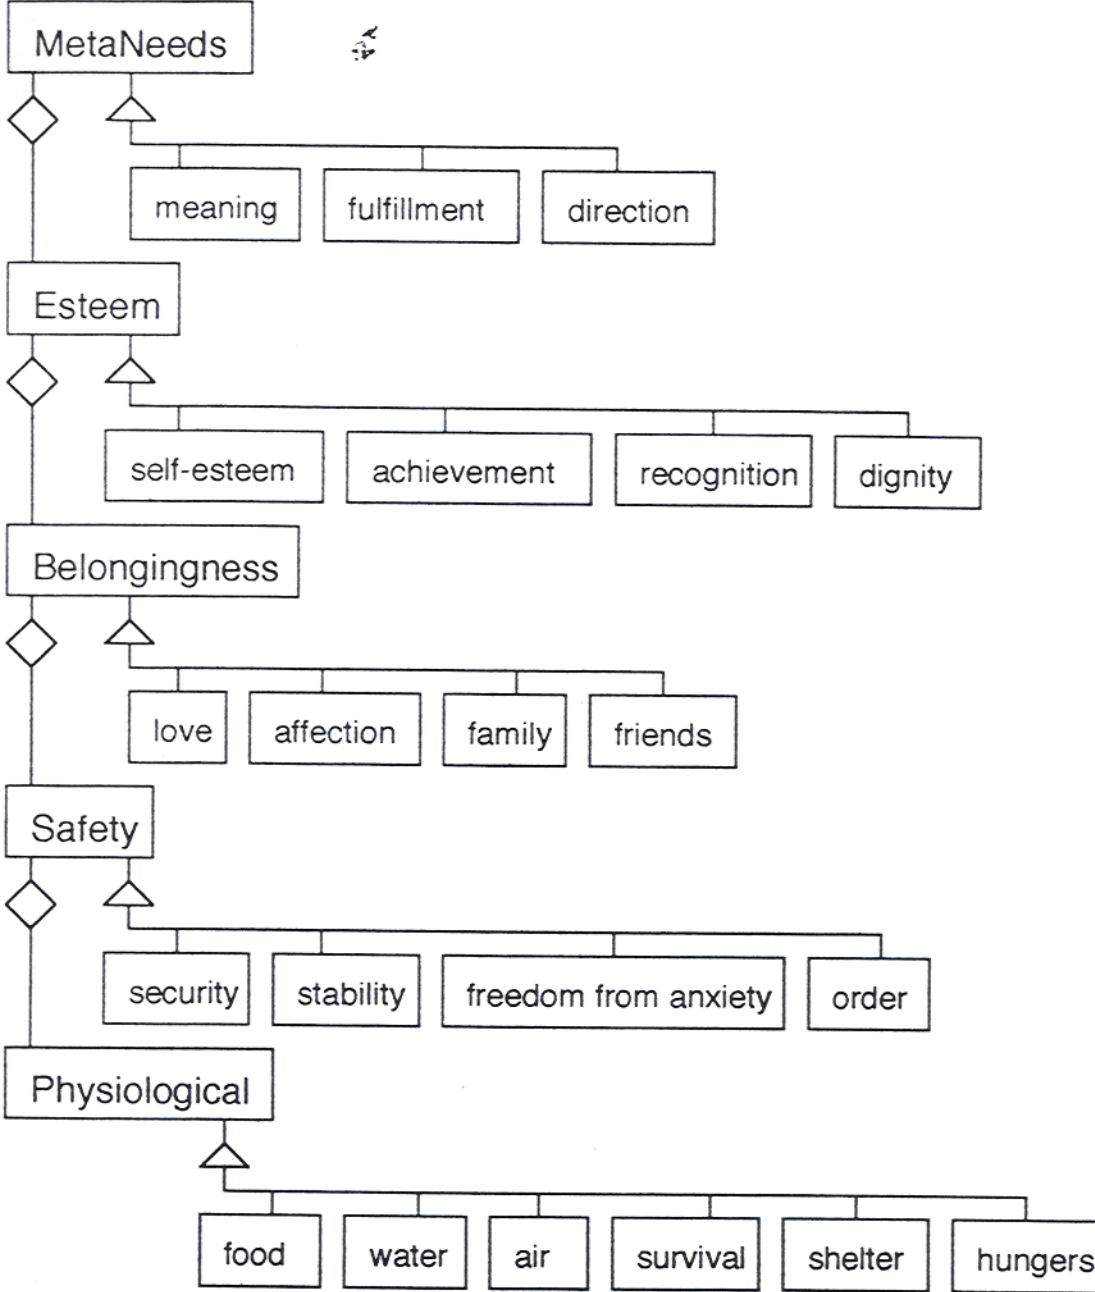 MetaNeeds
meaning fulfillment direction
Esteem
self-esteem achievement recognition dignity
Belongingness
love affection family friends
Safety
security stability freedom from anxiety order
Physiological
food water air survival shelter hungers